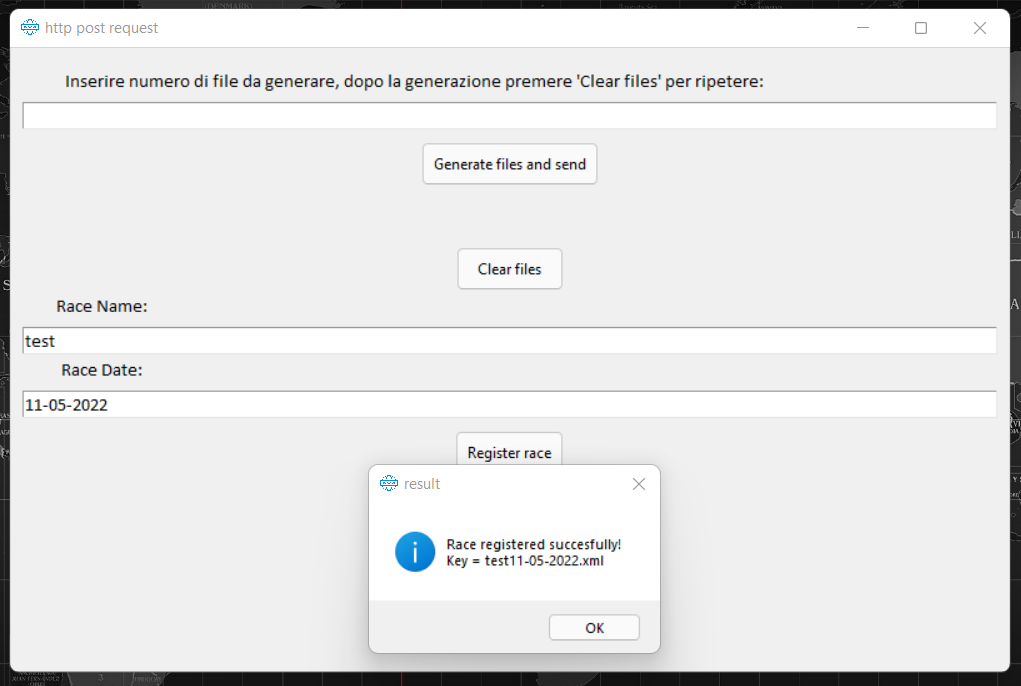 http post request
Inserire numero di file da generare, dopo la generazione premere 'Clear files' per ripetere:
Generate files and send
Clear files
Race Name:
test
Race Date:
11-05-2022
Register race
result
Race registered succesfully!
Key = test11-05-2022.xml
OK